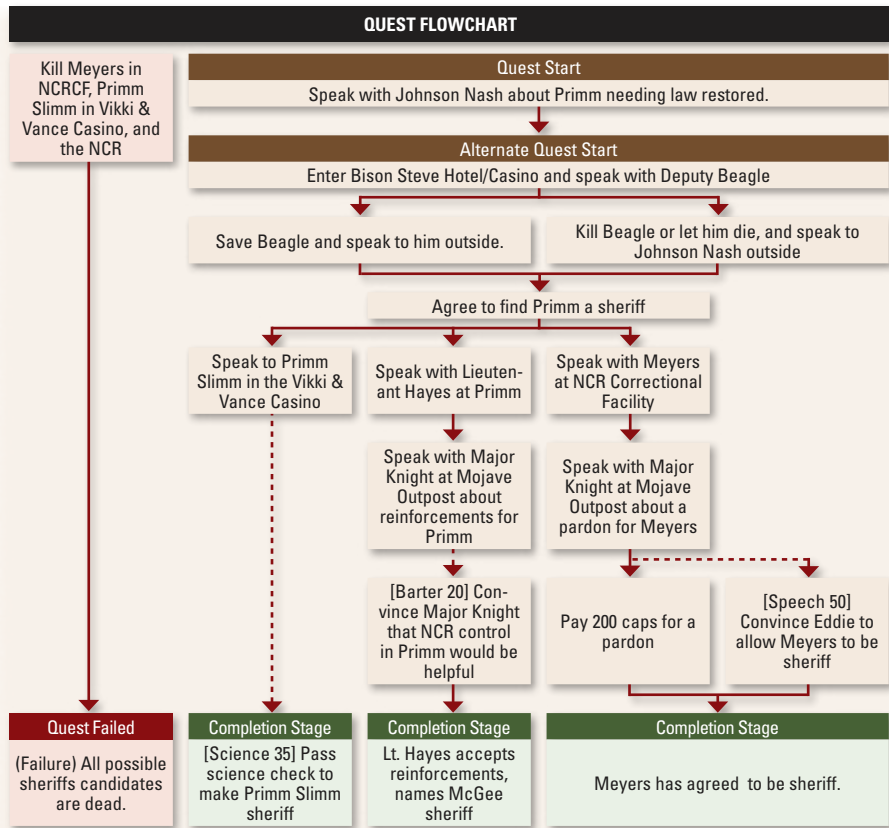 QUEST FLOWCHART
Kill Meyers in
NCRCF, Primm
Slimm in Vikki &
Vance Casino, and
the NCR
Quest Start
Speak with Johnson Nash about Primm needing law restored.
Alternate Quest Start
Enter Bison Steve Hotel/Casino and speak with Deputy Beagle
Save Beagle and speak to him outside.
Kill Beagle or let him die, and speak to
Johnson Nash outside
Agree to find Primm a sheriff
Speak to Primm
Slimm in the Vikki &
Vance Casino
Speak with Lieuten-
ant Hayes at Primm
Speak with Meyers
at NCR Correctional
Facility
Speak with Major
Knight at Mojave
Outpost about
reinforcements for
Primm
Speak with Major
Knight at Mojave
Outpost about a
pardon for Meyers
[Barter 20] Con-
vince Major Knight
that NCR control
in Primm would be
helpful
Pay 200 caps for a
pardon
[Speech 50]
Convince Eddie to
allow Meyers to be
sheriff
Quest Failed
(Failure) All possible
sheriffs candidates
are dead.
Completion Stage
[Science 35] Pass
science check to
make Primm Slimm
sheriff
Completion Stage
Lt. Hayes accepts
reinforcements,
names McGee
sheriff
Completion Stage
Meyers has agreed to be sheriff.